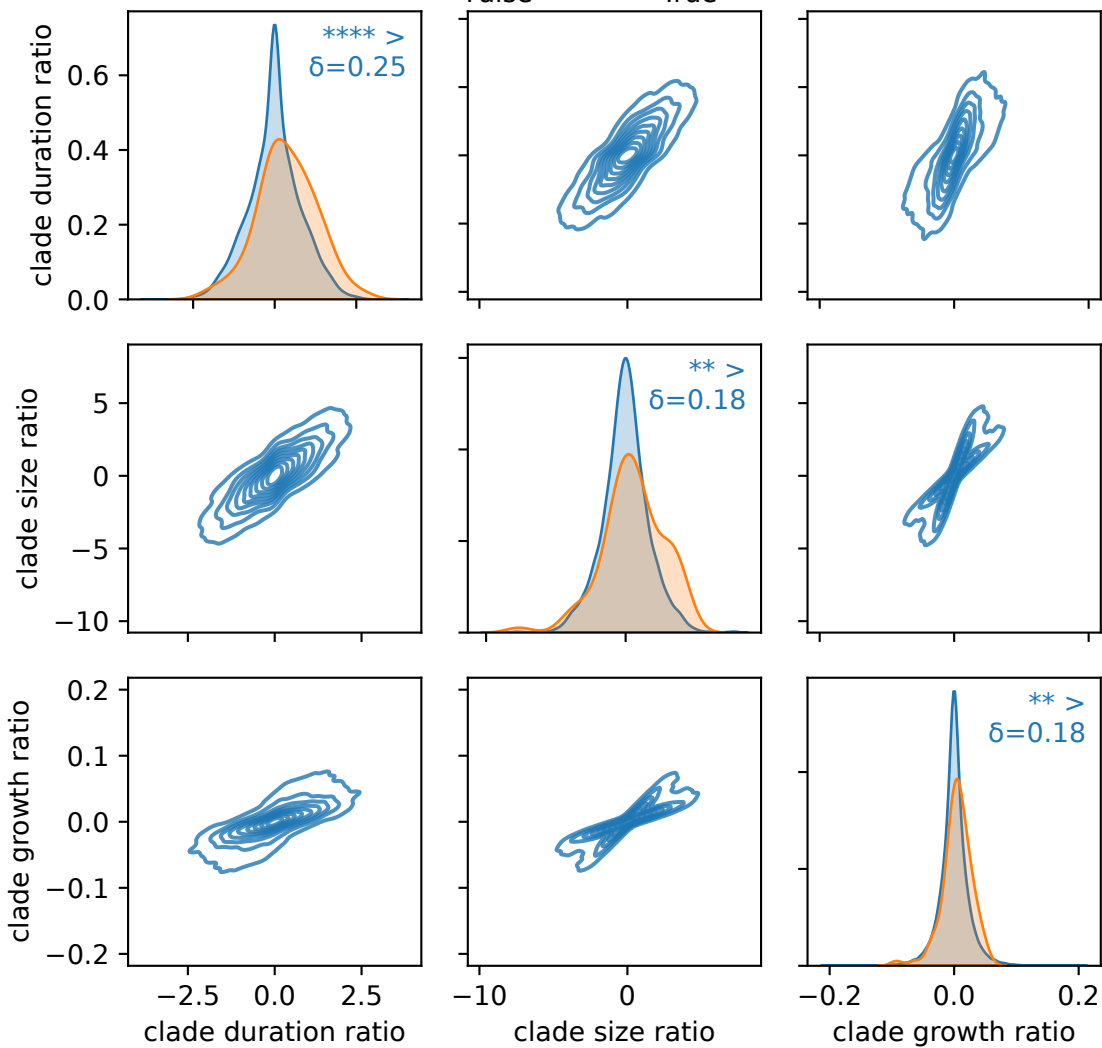 clade duration ratio
0.6
0.4
0.2
0.0
**** >
δ=0.25
clade size ratio
5
0
−5
−10
** >
δ=0.18
clade growth ratio
0.2
0.1
0.0
−0.1
−0.2
** >
δ=0.18
−2.5 0.0 2.5
−10 0
−0.2 0.0 0.2
clade duration ratio
clade size ratio
clade growth ratio